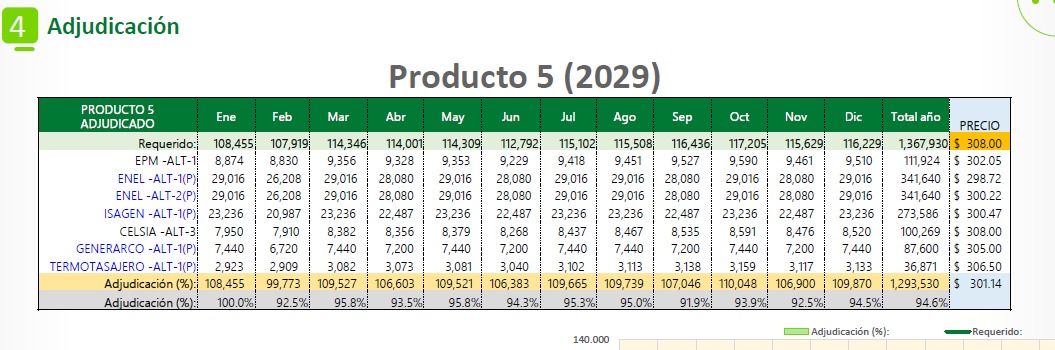 4 Adjudicación
Producto 5 (2029)
PRODUCTO 5 ADJUDICADO Ene Feb Mar Abr May Jun Jul Ago Sep Oct Nov Dic Total año PRECIO
Requerido: 108,455 107,919 114,346 114,001 114,309 112,792 115,102 115,508 116,436 117,205 115,629 116,229 1,367,930 $ 308.00
EPM -ALT-1 8,874 8,830 9,356 9,328 9,353 9,229 9,418 9,451 9,527 9,590 9,461 9,510 111,924 $ 302.05
ENEL -ALT-1(P) 29,016 26,208 29,016 28,080 29,016 28,080 29,016 29,016 28,080 29,016 28,080 29,016 341,640 $ 298.72
ENEL -ALT-2(P) 29,016 26,208 29,016 28,080 29,016 28,080 29,016 29,016 28,080 29,016 28,080 29,016 341,640 $ 300.22
ISAGEN -ALT-1(P) 23,236 20,987 23,236 22,487 23,236 22,487 23,236 23,236 22,487 23,236 22,487 23,236 273,586 $ 300.47
CELSIA -ALT-3 7,950 7,910 8,382 8,356 8,379 8,268 8,437 8,467 8,535 8,591 8,476 8,520 100,269 $ 308.00
GENERARCO -ALT-1(P) 7,440 6,720 7,440 7,200 7,440 7,200 7,440 7,440 7,200 7,440 7,200 7,440 87,600 $ 305.00
TERMOTASAJERO -ALT-1(P) 2,923 2,909 3,082 3,073 3,081 3,040 3,102 3,113 3,138 3,159 3,117 3,133 36,871 $ 306.50
Adjudicación (%): 108,455 99,773 109,527 106,603 109,521 106,383 109,665 109,739 107,046 110,048 106,900 109,870 1,293,530 $ 301.14
Adjudicación (%): 100.0% 92.5% 95.8% 93.5% 95.8% 94.3% 95.3% 95.0% 91.9% 93.9% 92.5% 94.5% 94.6%
Adjudicación (%): Requerido:
140.000